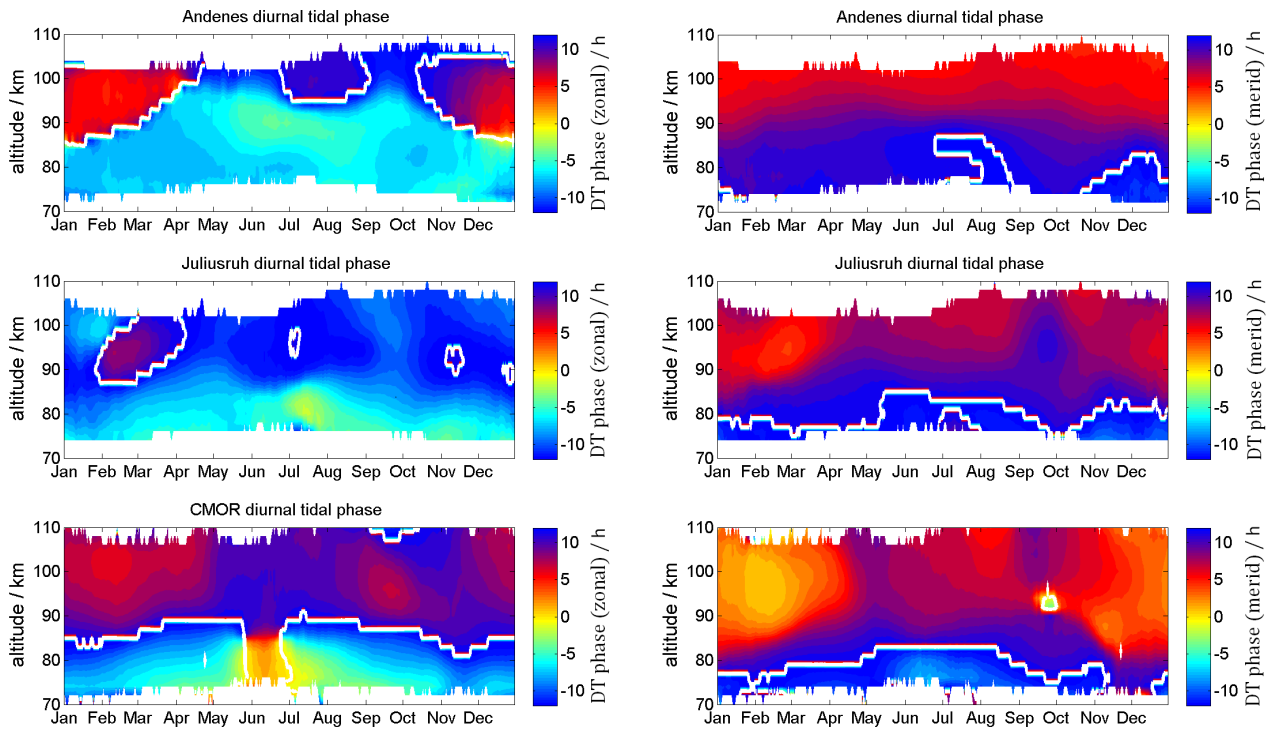 Andenes diurnal tidal phase
110
100
90
80
70
altitude / km
Jan Feb Mar Apr May Jun Jul Aug Sep Oct Nov Dec
10
5
0
-5
-10
DT phase (zonal) / h
Andenes diurnal tidal phase
110
100
90
80
70
altitude / km
Jan Feb Mar Apr May Jun Jul Aug Sep Oct Nov Dec
10
5
0
-5
-10
DT phase (merid) / h
Juliusruh diurnal tidal phase
110
100
90
80
70
altitude / km
Jan Feb Mar Apr May Jun Jul Aug Sep Oct Nov Dec
10
5
0
-5
-10
DT phase (zonal) / h
Juliusruh diurnal tidal phase
110
100
90
80
70
altitude / km
Jan Feb Mar Apr May Jun Jul Aug Sep Oct Nov Dec
10
5
0
-5
-10
DT phase (merid) / h
CMOR diurnal tidal phase
110
100
90
80
70
altitude / km
Jan Feb Mar Apr May Jun Jul Aug Sep Oct Nov Dec
10
5
0
-5
-10
DT phase (zonal) / h
110
100
90
80
70
altitude / km
Jan Feb Mar Apr May Jun Jul Aug Sep Oct Nov Dec
10
5
0
-5
-10
DT phase (merid) / h